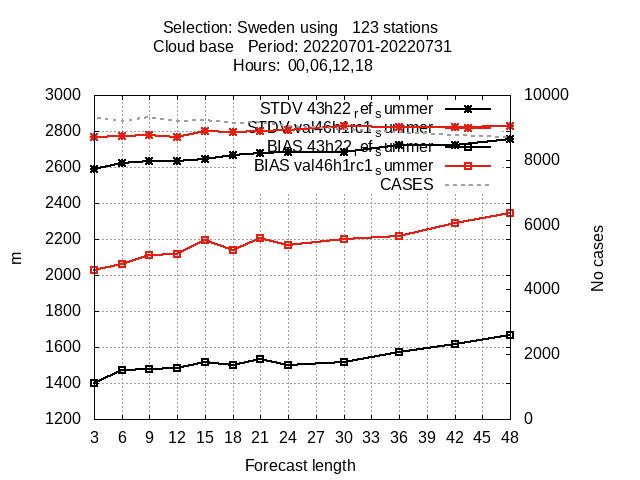 Selection: Sweden using   123 stations
Cloud base   Period: 20220701-20220731
Hours:  00,06,12,18
3000
2800
2600
2400
2200
2000
1800
1600
1400
1200
m
10000
8000
6000
4000
2000
0
No cases
STDV 43h22_ref_summer
STDV val46h1rc1_summer
BIAS 43h22_ref_summer
BIAS val46h1rc1_summer
CASES
3 6 9 12 15 18 21 24 27 30 33 36 39 42 45 48
Forecast length